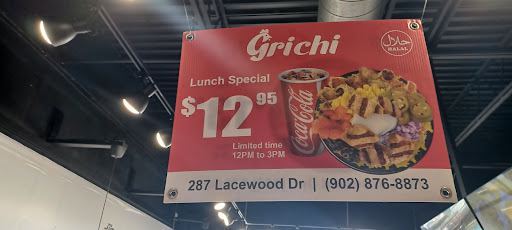 Grichi
حلال
HALAL
Lunch Special
$12 95
Coca-Cola
Limited time
12PM to 3PM
287 Lacewood Dr | (902) 876-8873